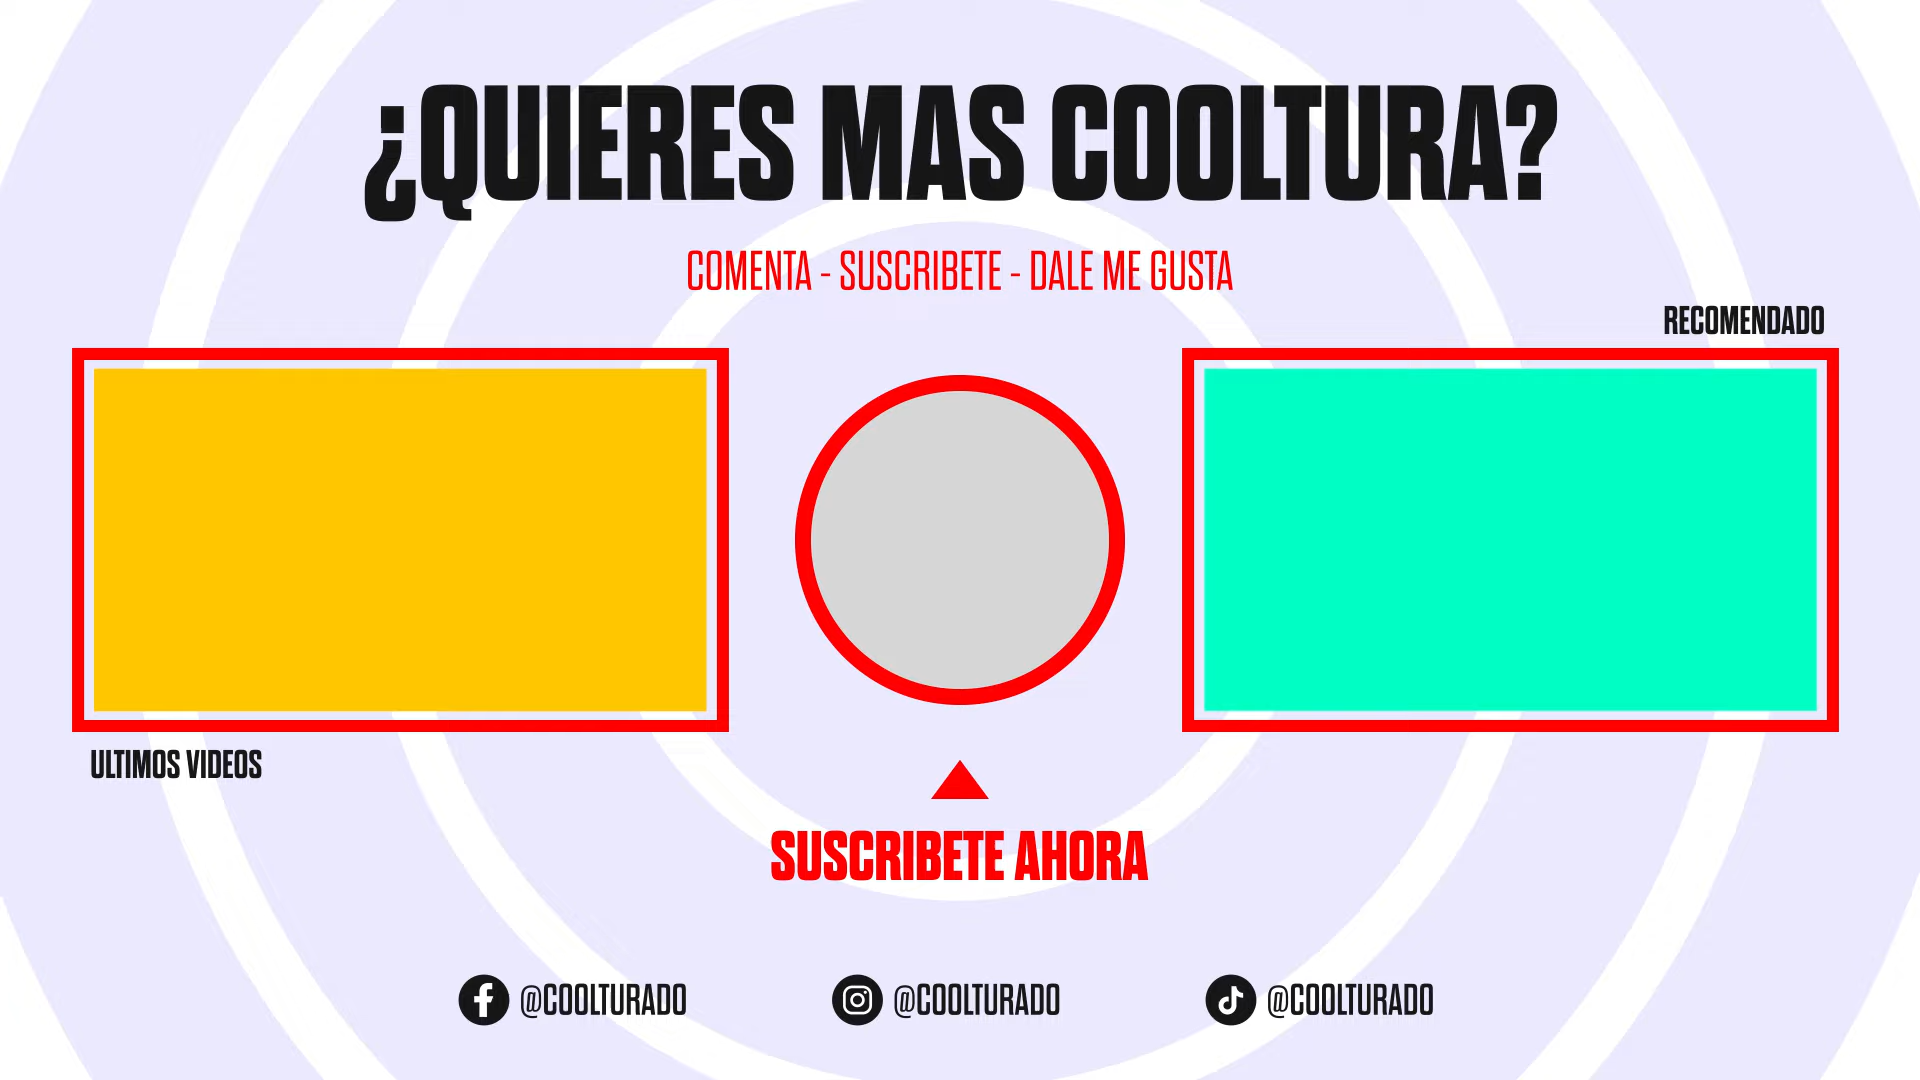 ¿QUIERES MAS COOLTURA?
COMENTA - SUSCRIBETE - DALE ME GUSTA
RECOMENDADO
ULTIMOS VIDEOS
SUSCRIBETE AHORA
@COOLTURADO
@COOLTURADO
@COOLTURADO